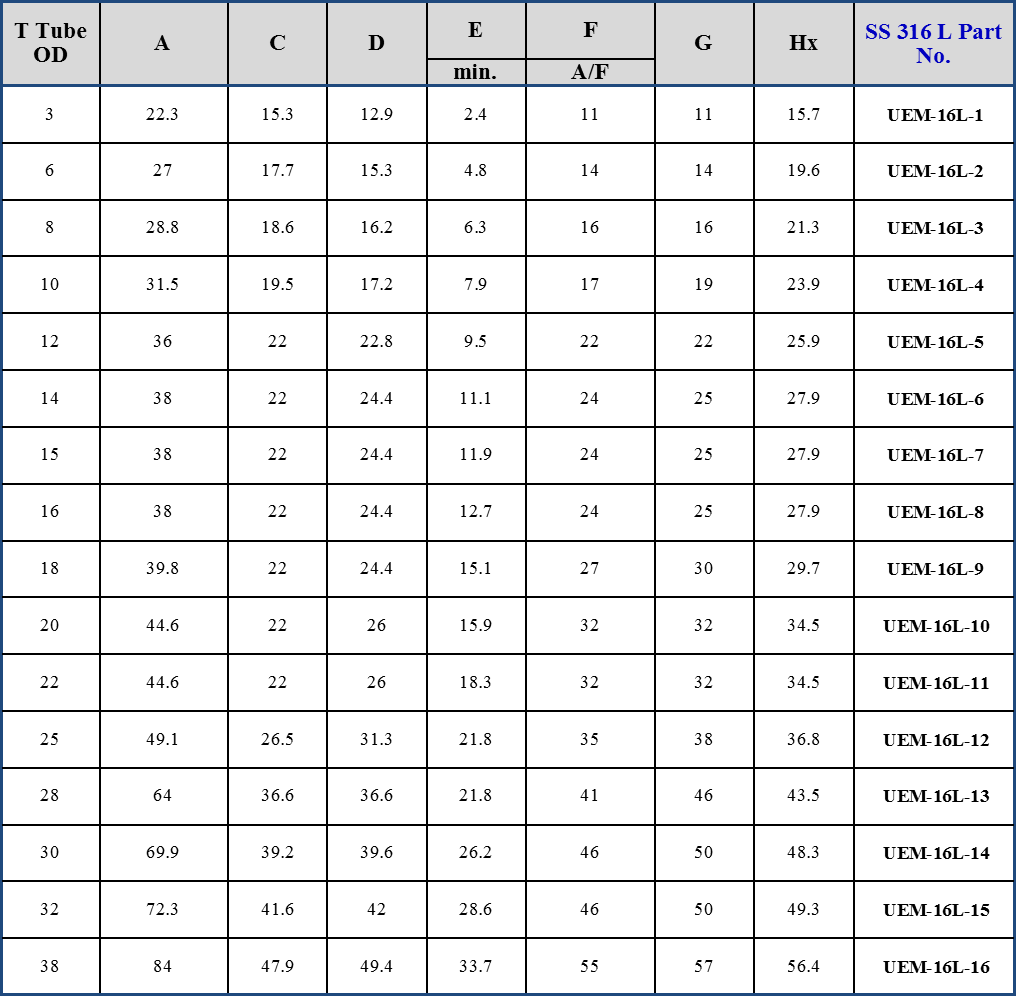 T Tube OD A C D E min. F A/F G Hx SS 316 L Part No.
3 22.3 15.3 12.9 2.4 11 11 15.7 UEM-16L-1
6 27 17.7 15.3 4.8 14 14 19.6 UEM-16L-2
8 28.8 18.6 16.2 6.3 16 16 21.3 UEM-16L-3
10 31.5 19.5 17.2 7.9 17 19 23.9 UEM-16L-4
12 36 22 22.8 9.5 22 22 25.9 UEM-16L-5
14 38 22 24.4 11.1 24 25 27.9 UEM-16L-6
15 38 22 24.4 11.9 24 25 27.9 UEM-16L-7
16 38 22 24.4 12.7 24 25 27.9 UEM-16L-8
18 39.8 22 24.4 15.1 27 30 29.7 UEM-16L-9
20 44.6 22 26 15.9 32 32 34.5 UEM-16L-10
22 44.6 22 26 18.3 32 32 34.5 UEM-16L-11
25 49.1 26.5 31.3 21.8 35 38 36.8 UEM-16L-12
28 64 36.6 36.6 21.8 41 46 43.5 UEM-16L-13
30 69.9 39.2 39.6 26.2 46 50 48.3 UEM-16L-14
32 72.3 41.6 42 28.6 46 50 49.3 UEM-16L-15
38 84 47.9 49.4 33.7 55 57 56.4 UEM-16L-16